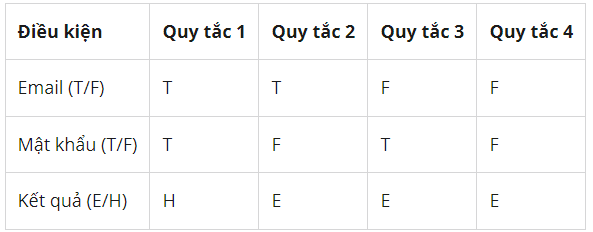 Điều kiện Quy tắc 1 Quy tắc 2 Quy tắc 3 Quy tắc 4
Email (T/F) T T F F
Mật khẩu (T/F) T F T F
Kết quả (E/H) H E E E